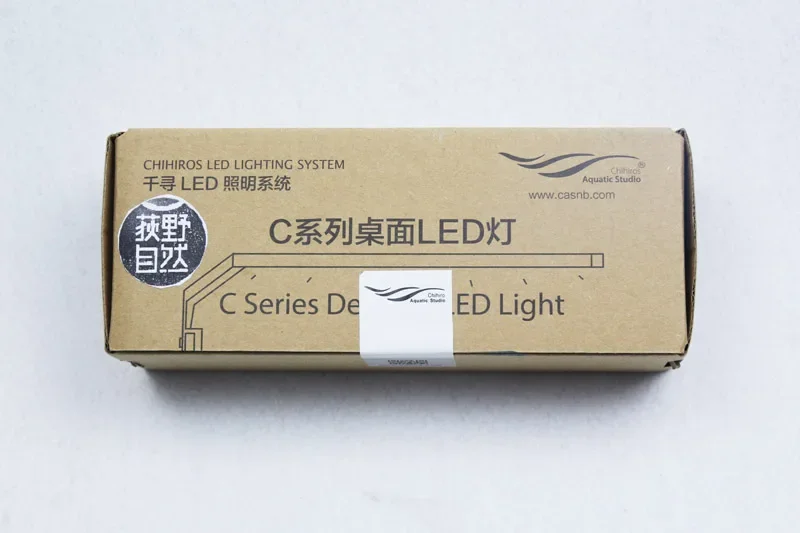 CHIHIROS LED LIGHTING SYSTEM
千寻 LED 照明系统
Chihiros®
Aquatic Studio
www.casnb.com
荻野
自然
C系列桌面LED灯
C Series De LED Light
Chihiros
Aquatic Studio